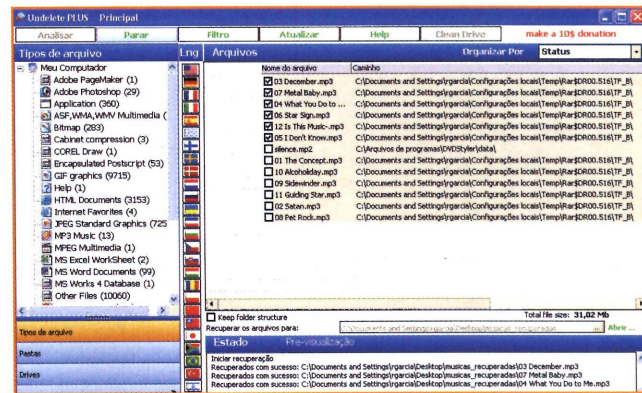 Undelete PLUS Principal
Analisar Parar Filtro Atualizar Help Clean Drive make a 10$ donation
Tipos de arquivo Lng Arquivos Organizar Por Status
Meu Computador
Adobe PageMaker (1)
Adobe Photoshop (29)
Application (360)
ASF,WMA,WMV Multimedia (
Bitmap (283)
Cabinet compression (3)
COREL Draw (1)
Encapsulated Postscript (53)
GIF graphics (9715)
Help (1)
HTML Documents (3153)
Internet Favorites (4)
JPEG Standard Graphics (725
MP3 Music (13)
MPEG Multimedia (1)
MS Excel WorkSheet (2)
MS Word Documents (99)
MS Works 4 Database (1)
Other Files (10060)
Tipos de arquivo
Pastas
Drives
Nome do arquivo Caminho
03 December.mp3 C:\Documents and Settings\rgarcia\Configurações locais\Temp\Rar$DR00.516\TF_B\
07 Metal Baby.mp3 C:\Documents and Settings\rgarcia\Configurações locais\Temp\Rar$DR00.516\TF_B\
04 What You Do to ... C:\Documents and Settings\rgarcia\Configurações locais\Temp\Rar$DR00.516\TF_B\
06 Star Sign.mp3 C:\Documents and Settings\rgarcia\Configurações locais\Temp\Rar$DR00.516\TF_B\
12 Is This Music-.mp3 C:\Documents and Settings\rgarcia\Configurações locais\Temp\Rar$DR00.516\TF_B\
05 I Don't Know.mp3 C:\Documents and Settings\rgarcia\Configurações locais\Temp\Rar$DR00.516\TF_B\
silence.mp2 C:\Arquivos de programas\DVDStyler\data\
01 The Concept.mp3 C:\Documents and Settings\rgarcia\Configurações locais\Temp\Rar$DR00.516\TF_B\
10 Alcoholiday.mp3 C:\Documents and Settings\rgarcia\Configurações locais\Temp\Rar$DR00.516\TF_B\
09 Sidewinder.mp3 C:\Documents and Settings\rgarcia\Configurações locais\Temp\Rar$DR00.516\TF_B\
11 Guiding Star.mp3 C:\Documents and Settings\rgarcia\Configurações locais\Temp\Rar$DR00.516\TF_B\
02 Satan.mp3 C:\Documents and Settings\rgarcia\Configurações locais\Temp\Rar$DR00.516\TF_B\
08 Pet Rock.mp3 C:\Documents and Settings\rgarcia\Configurações locais\Temp\Rar$DR00.516\TF_B\
Keep folder structure Total file size: 31,02 Mb
Recuperar os arquivos para: C:\Documents and Settings\rgarcia\Desktop\musicas_recuperadas ... Abrir ...
Estado Pre-visualização
Iniciar recuperação
Recuperados com sucesso: C:\Documents and Settings\rgarcia\Desktop\musicas_recuperadas\03 December.mp3
Recuperados com sucesso: C:\Documents and Settings\rgarcia\Desktop\musicas_recuperadas\07 Metal Baby.mp3
Recuperados com sucesso: C:\Documents and Settings\rgarcia\Desktop\musicas_recuperadas\04 What You Do to Me.mp3